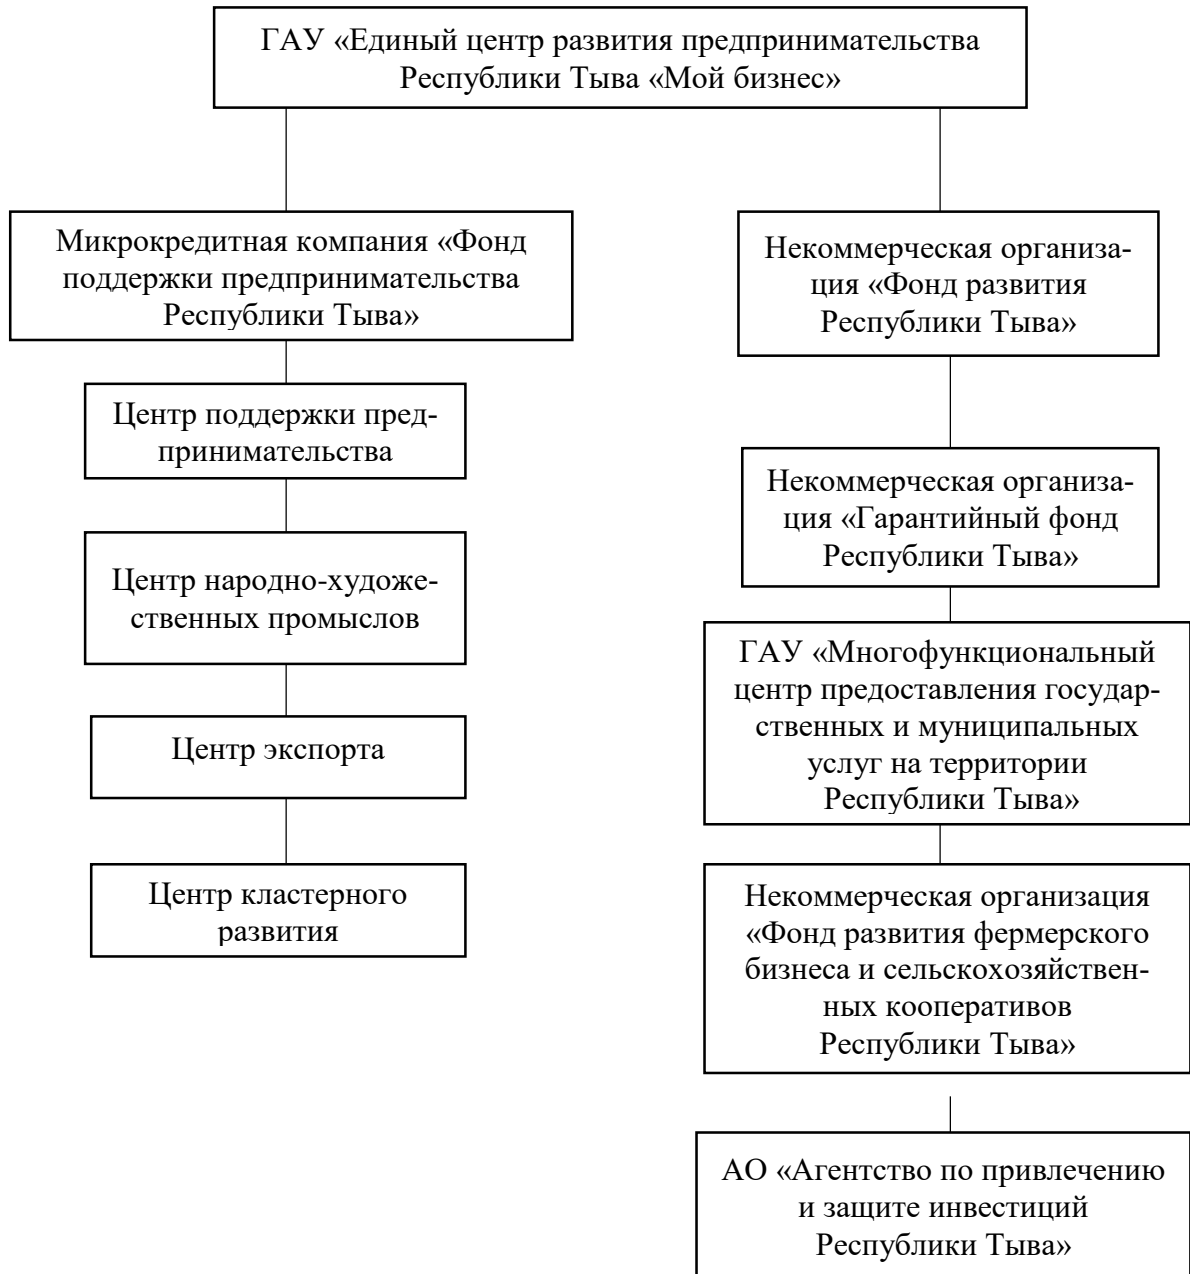 ГАУ «Единый центр развития предпринимательства
Республики Тыва «Мой бизнес»
Микрокредитная компания «Фонд
поддержки предпринимательства
Республики Тыва»
Центр поддержки пред-
принимательства
Центр народно-художе-
ственных промыслов
Центр экспорта
Центр кластерного
развития
Некоммерческая организа-
ция «Фонд развития
Республики Тыва»
Некоммерческая организа-
ция «Гарантийный фонд
Республики Тыва»
ГАУ «Многофункциональный
центр предоставления государ-
ственных и муниципальных
услуг на территории
Республики Тыва»
Некоммерческая организация
«Фонд развития фермерского
бизнеса и сельскохозяйствен-
ных кооперативов
Республики Тыва»
АО «Агентство по привлечению
и защите инвестиций
Республики Тыва»